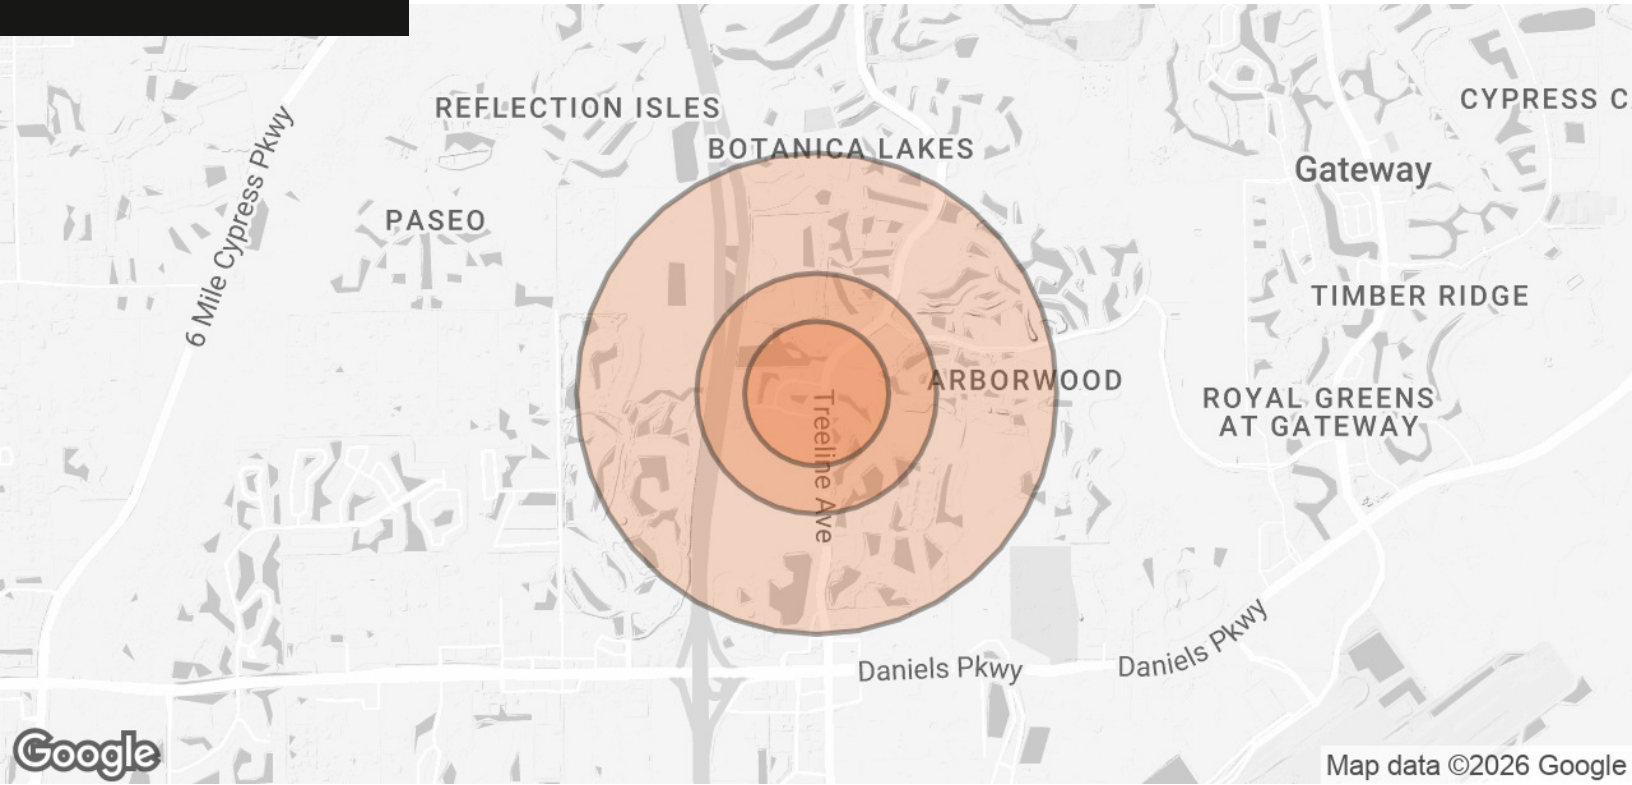 CYPRESS C
REFLECTION ISLES
BOTANICA LAKES
Gateway
6 Mile Cypress Pkwy
PASEO
TIMBER RIDGE
ARBORWOOD
ROYAL GREENS
AT GATEWAY
Treeline Ave
Daniels Pkwy
Daniels Pkwy
Google
Map data ©2026 Google